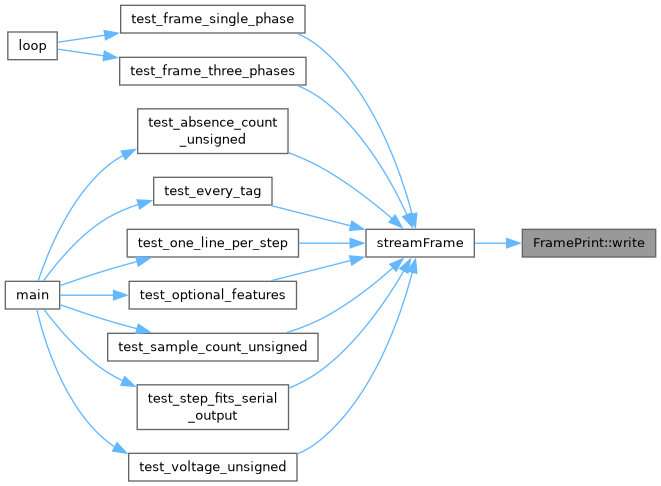 test_frame_single_phase
loop
test_frame_three_phases
test_absence_count
_unsigned
test_every_tag
test_one_line_per_step
streamFrame
FramePrint::write
main
test_optional_features
test_sample_count_unsigned
test_step_fits_serial
_output
test_voltage_unsigned